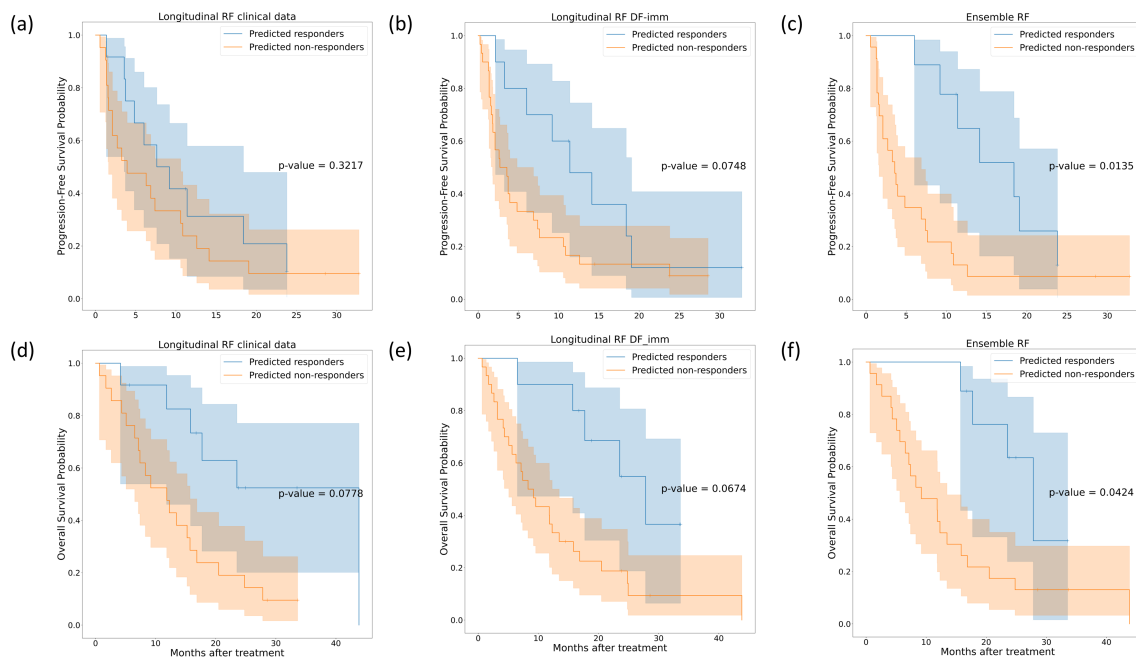 (a)
Longitudinal RF clinical data
Predicted responders
Predicted non-responders
p-value = 0.3217
Progression-Free Survival Probability
1.0
0.8
0.6
0.4
0.2
0.0
0 5 10 15 20 25 30
(b)
Longitudinal RF DF-imm
Predicted responders
Predicted non-responders
p-value = 0.0748
Progression-Free Survival Probability
1.0
0.8
0.6
0.4
0.2
0.0
0 5 10 15 20 25 30
(c)
Ensemble RF
Predicted responders
Predicted non-responders
p-value = 0.0135
Progression-Free Survival Probability
1.0
0.8
0.6
0.4
0.2
0.0
0 5 10 15 20 25 30
(d)
Longitudinal RF clinical data
Predicted responders
Predicted non-responders
p-value = 0.0778
Overall Survival Probability
1.0
0.8
0.6
0.4
0.2
0.0
0 10 20 30 40
Months after treatment
(e)
Longitudinal RF DF_imm
Predicted responders
Predicted non-responders
p-value = 0.0674
Overall Survival Probability
1.0
0.8
0.6
0.4
0.2
0.0
0 10 20 30 40
Months after treatment
(f)
Ensemble RF
Predicted responders
Predicted non-responders
p-value = 0.0424
Overall Survival Probability
1.0
0.8
0.6
0.4
0.2
0.0
0 10 20 30 40
Months after treatment